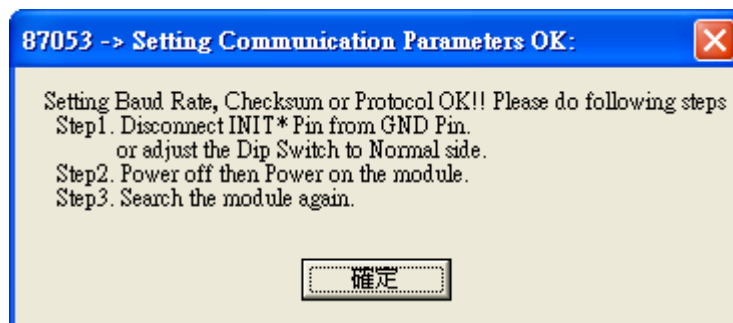 87053 -> Setting Communication Parameters OK:
Setting Baud Rate, Checksum or Protocol OK!! Please do following steps
Step1. Disconnect INIT* Pin from GND Pin.
or adjust the Dip Switch to Normal side.
Step2. Power off then Power on the module.
Step3. Search the module again.
確定